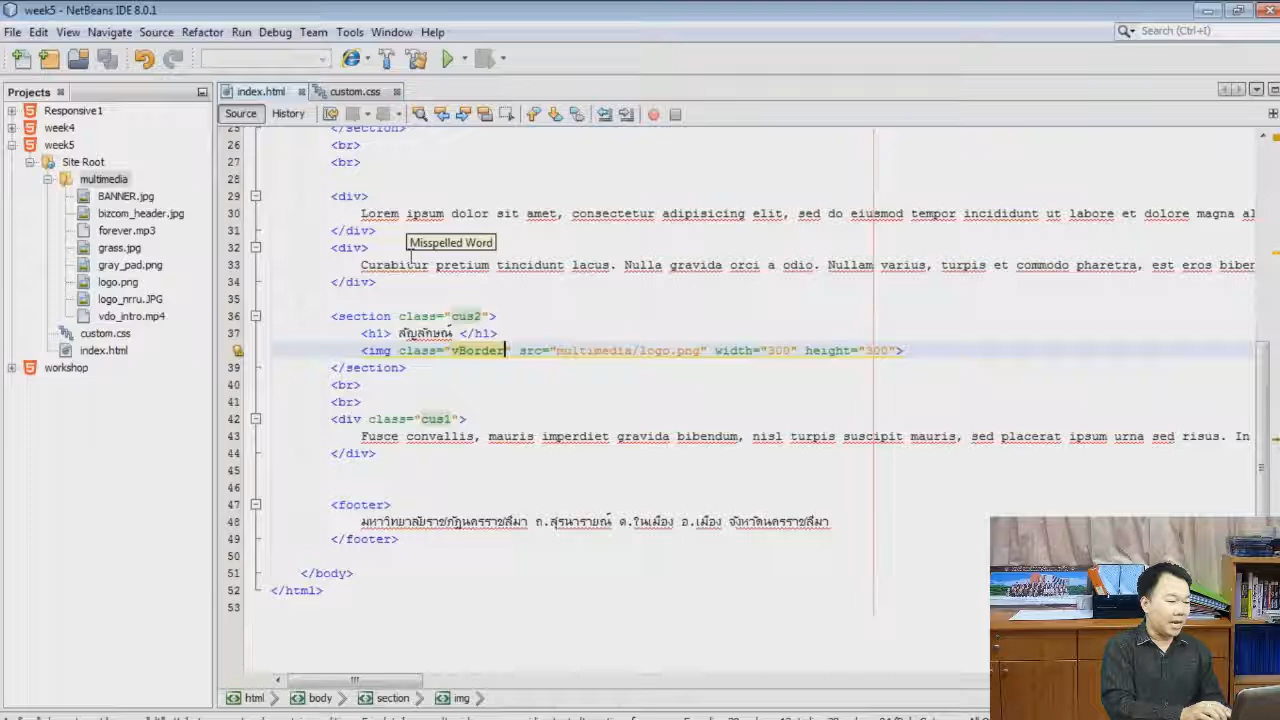 week5 - NetBeans IDE 8.0.1
File Edit View Navigate Source Refactor Run Debug Team Tools Window Help
Search (Ctrl+I)
Projects
index.html custom.css
Source History
Responsive1
week4
week5
Site Root
multimedia
BANNER.jpg
bizcom_header.jpg
forever.mp3
grass.jpg
gray_pad.png
logo.png
logo_nrru.JPG
vdo_intro.mp4
custom.css
index.html
workshop
25 </section>
26 <br>
27 <br>
28
29 <div>
30 Lorem ipsum dolor sit amet, consectetur adipisicing elit, sed do eiusmod tempor incididunt ut labore et dolore magna al
31 </div>
Misspelled Word
32 <div>
33 Curabitur pretium tincidunt lacus. Nulla gravida orci a odio. Nullam varius, turpis et commodo pharetra, est eros biben
34 </div>
35
36 <section class="cus2">
37 <h1> สัญลักษณ์ </h1>
<img class="vBorder" src="multimedia/logo.png" width="300" height="300">
39 </section>
40 <br>
41 <br>
42 <div class="cus1">
43 Fusce convallis, mauris imperdiet gravida bibendum, nisl turpis suscipit mauris, sed placerat ipsum urna sed risus. In
44 </div>
45
46
47 <footer>
48 มหาวิทยาลัยราชภัฏนครราชสีมา ถ.สุรนารายณ์ ต.ในเมือง อ.เมือง จังหวัดนครราชสีมา
49 </footer>
50
51 </body>
52 </html>
53
html body section img